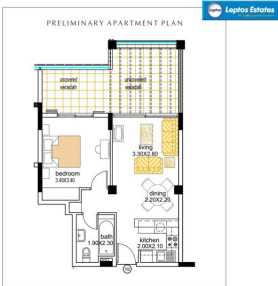 Leptos Estates
PRELIMINARY APARTMENT PLAN
uncovered
veradah
uncovered
veradah
living
3.30X2.80
bedroom
3.40X3.40
dining
2.20X2.20
bath
1.90X2.30
kitchen
2.00X2.10